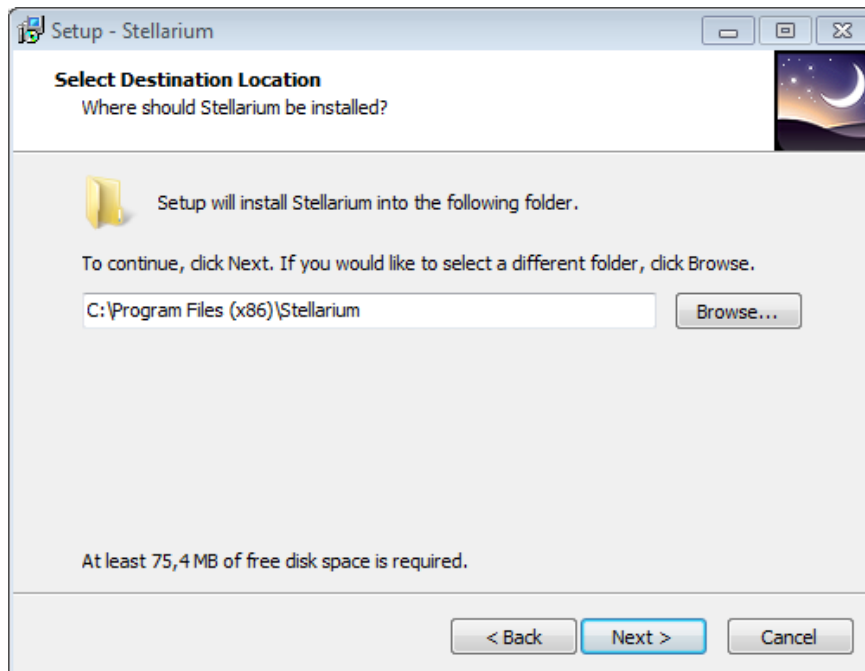 Setup - Stellarium
Select Destination Location
Where should Stellarium be installed?
Setup will install Stellarium into the following folder.
To continue, click Next. If you would like to select a different folder, click Browse.
C:\Program Files (x86)\Stellarium
Browse...
At least 75,4 MB of free disk space is required.
< Back
Next >
Cancel